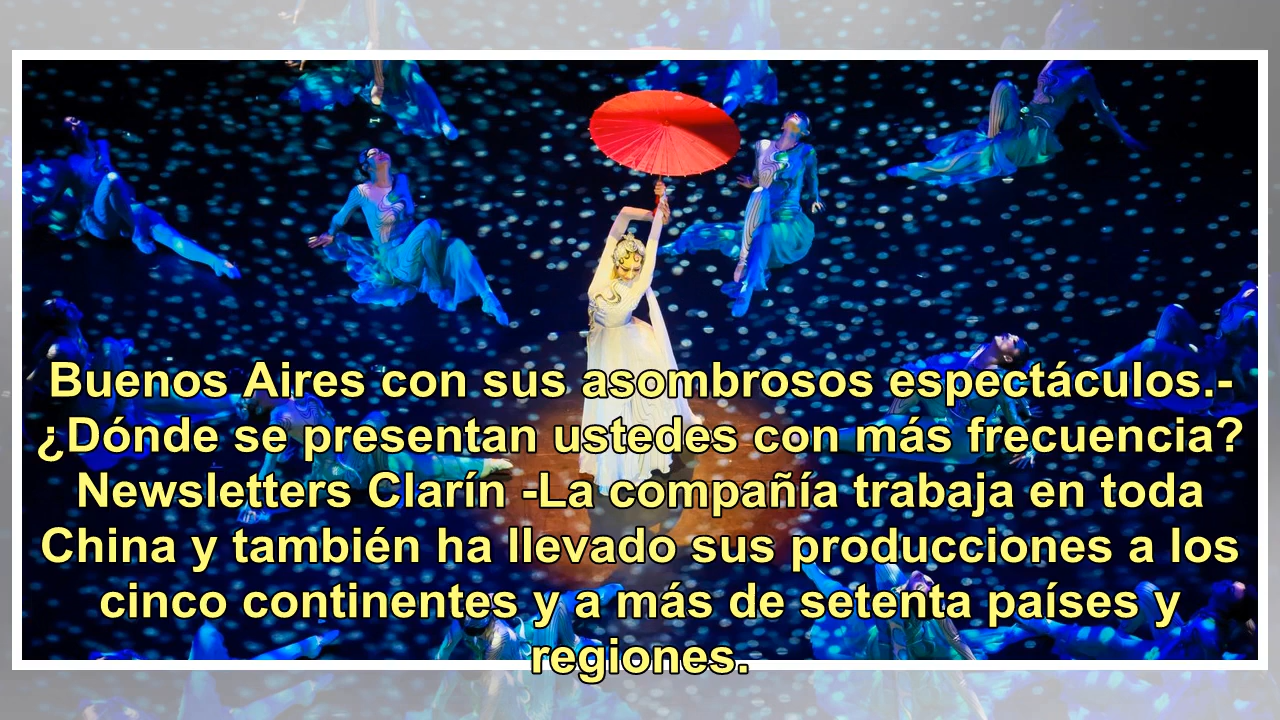 Buenos Aires con sus asombrosos espectáculos.-
¿Dónde se presentan ustedes con más frecuencia?
Newsletters Clarín -La compañía trabaja en toda
China y también ha llevado sus producciones a los
cinco continentes y a más de setenta países y
regiones.